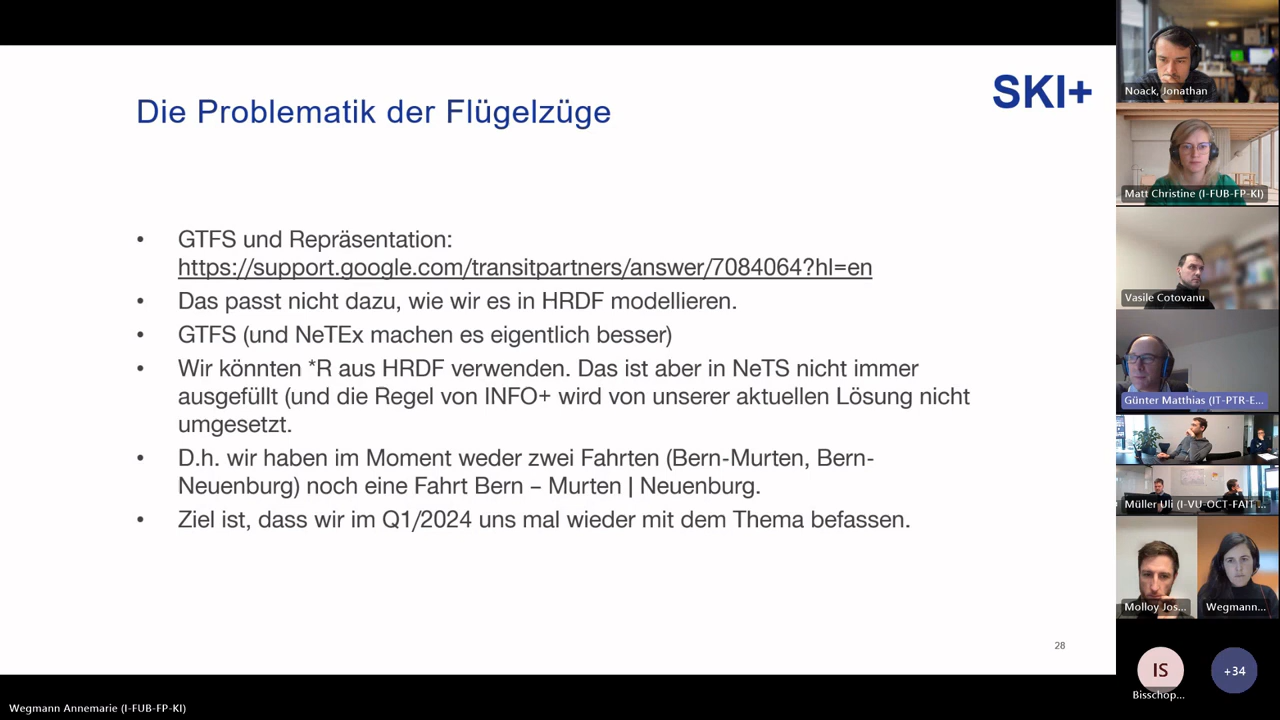 SKI+
Die Problematik der Flügelzüge
• GTFS und Repräsentation:
https://support.google.com/transitpartners/answer/7084064?hl=en
• Das passt nicht dazu, wie wir es in HRDF modellieren.
• GTFS (und NeTEx machen es eigentlich besser)
• Wir könnten *R aus HRDF verwenden. Das ist aber in NeTS nicht immer
ausgefüllt (und die Regel von INFO+ wird von unserer aktuellen Lösung nicht
umgesetzt.
• D.h. wir haben im Moment weder zwei Fahrten (Bern-Murten, Bern-
Neuenburg) noch eine Fahrt Bern – Murten | Neuenburg.
• Ziel ist, dass wir im Q1/2024 uns mal wieder mit dem Thema befassen.
28
Wegmann Annemarie (I-FUB-FP-KI)
Noack, Jonathan
Matt Christine (I-FUB-FP-KI)
Vasile Cotovanu
Günter Matthias (IT-PTR-E...
Müller Uli (I-VU-OCT-FAIT ...
Molloy Jos...
Wegmann...
IS
Bisschop...
+34